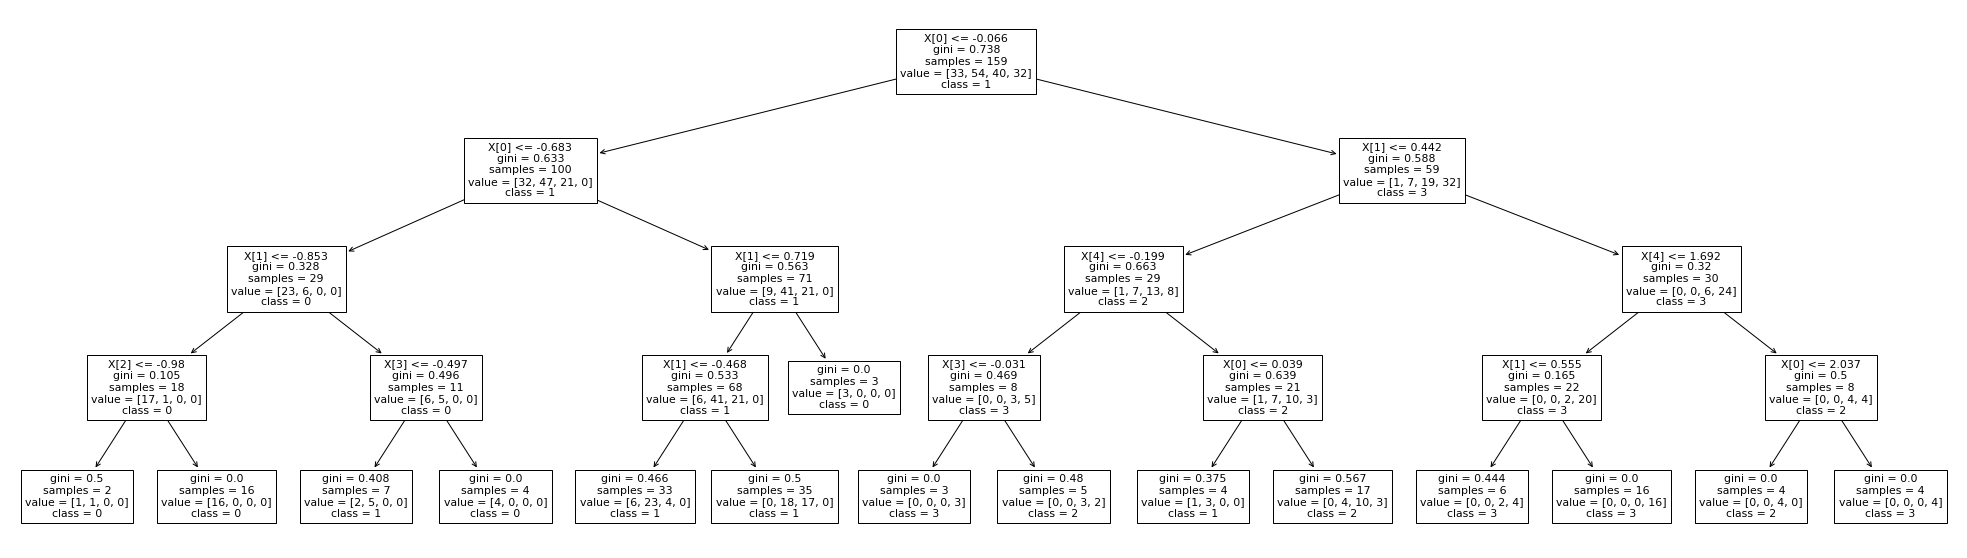 X[0] <= -0.066
gini = 0.738
samples = 159
value = [33, 54, 40, 32]
class = 1
X[0] <= -0.683
gini = 0.633
samples = 100
value = [32, 47, 21, 0]
class = 1
X[1] <= 0.442
gini = 0.588
samples = 59
value = [1, 7, 19, 32]
class = 3
X[1] <= -0.853
gini = 0.328
samples = 29
value = [23, 6, 0, 0]
class = 0
X[1] <= 0.719
gini = 0.563
samples = 71
value = [9, 41, 21, 0]
class = 1
X[4] <= -0.199
gini = 0.663
samples = 29
value = [1, 7, 13, 8]
class = 2
X[4] <= 1.692
gini = 0.32
samples = 30
value = [0, 0, 6, 24]
class = 3
X[2] <= -0.98
gini = 0.105
samples = 18
value = [17, 1, 0, 0]
class = 0
X[3] <= -0.497
gini = 0.496
samples = 11
value = [6, 5, 0, 0]
class = 0
X[1] <= -0.468
gini = 0.533
samples = 68
value = [6, 41, 21, 0]
class = 1
gini = 0.0
samples = 3
value = [3, 0, 0, 0]
class = 0
X[3] <= -0.031
gini = 0.469
samples = 8
value = [0, 0, 3, 5]
class = 3
X[0] <= 0.039
gini = 0.639
samples = 21
value = [1, 7, 10, 3]
class = 2
X[1] <= 0.555
gini = 0.165
samples = 22
value = [0, 0, 2, 20]
class = 3
X[0] <= 2.037
gini = 0.5
samples = 8
value = [0, 0, 4, 4]
class = 2
gini = 0.5
samples = 2
value = [1, 1, 0, 0]
class = 0
gini = 0.0
samples = 16
value = [16, 0, 0, 0]
class = 0
gini = 0.408
samples = 7
value = [2, 5, 0, 0]
class = 1
gini = 0.0
samples = 4
value = [4, 0, 0, 0]
class = 0
gini = 0.466
samples = 33
value = [6, 23, 4, 0]
class = 1
gini = 0.5
samples = 35
value = [0, 18, 17, 0]
class = 1
gini = 0.0
samples = 3
value = [0, 0, 0, 3]
class = 3
gini = 0.48
samples = 5
value = [0, 0, 3, 2]
class = 2
gini = 0.375
samples = 4
value = [1, 3, 0, 0]
class = 1
gini = 0.567
samples = 17
value = [0, 4, 10, 3]
class = 2
gini = 0.444
samples = 6
value = [0, 0, 2, 4]
class = 3
gini = 0.0
samples = 16
value = [0, 0, 0, 16]
class = 3
gini = 0.0
samples = 4
value = [0, 0, 4, 0]
class = 2
gini = 0.0
samples = 4
value = [0, 0, 0, 4]
class = 3